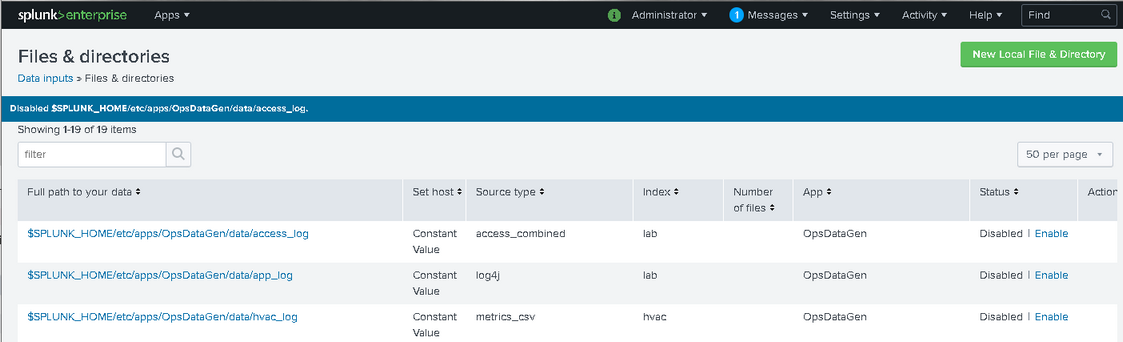 splunk>enterprise Apps Administrator 1 Messages Settings Activity Help Find
Files & directories
New Local File & Directory
Data inputs » Files & directories
Disabled $SPLUNK_HOME/etc/apps/OpsDataGen/data/access_log.
Showing 1-19 of 19 items
filter
50 per page
Full path to your data Set host Source type Index Number App Status Action
of files
$SPLUNK_HOME/etc/apps/OpsDataGen/data/access_log Constant access_combined lab OpsDataGen Disabled | Enable
Value
$SPLUNK_HOME/etc/apps/OpsDataGen/data/app_log Constant log4j lab OpsDataGen Disabled | Enable
Value
$SPLUNK_HOME/etc/apps/OpsDataGen/data/hvac_log Constant metrics_csv hvac OpsDataGen Disabled | Enable
Value